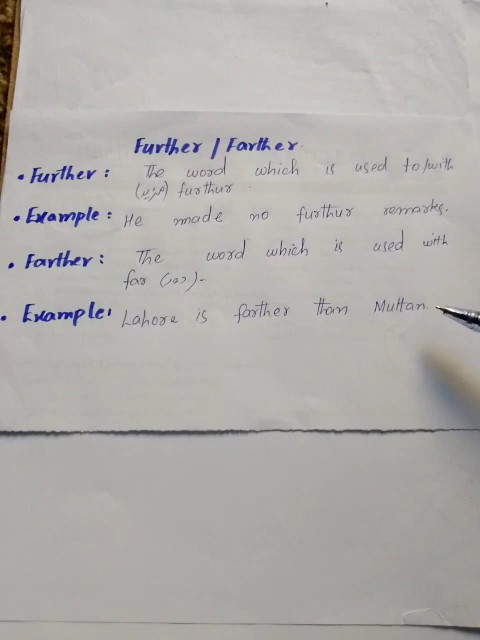 Further / Farther
• Further: The word which is used to/with
(مزید) furthur.
• Example: He made no furthur remarks.
• Farther: The word which is used with
far (دور)-
• Example: Lahore is farther than Multan.